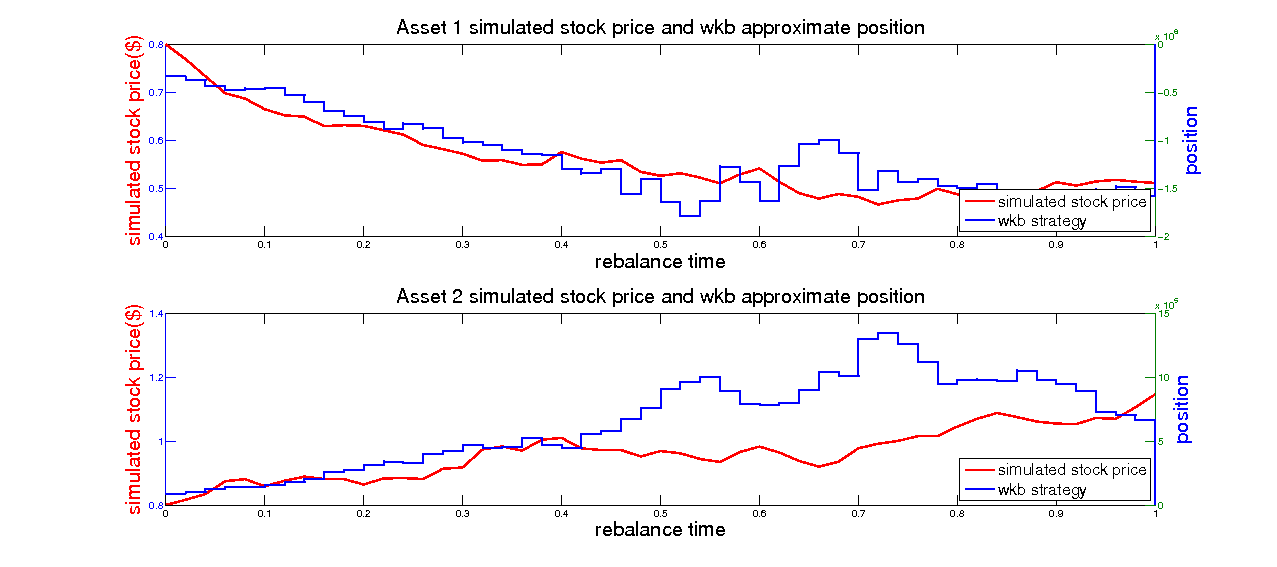 Asset 1 simulated stock price and wkb approximate position
x 10^6
0.8
0.7
0.6
0.5
0.4
simulated stock price($)
0
-0.5
-1
-1.5
-2
position
simulated stock price
wkb strategy
0 0.1 0.2 0.3 0.4 0.5 0.6 0.7 0.8 0.9 1
rebalance time
Asset 2 simulated stock price and wkb approximate position
x 10^5
1.4
1.2
1
0.8
simulated stock price($)
15
10
5
0
position
simulated stock price
wkb strategy
0 0.1 0.2 0.3 0.4 0.5 0.6 0.7 0.8 0.9 1
rebalance time